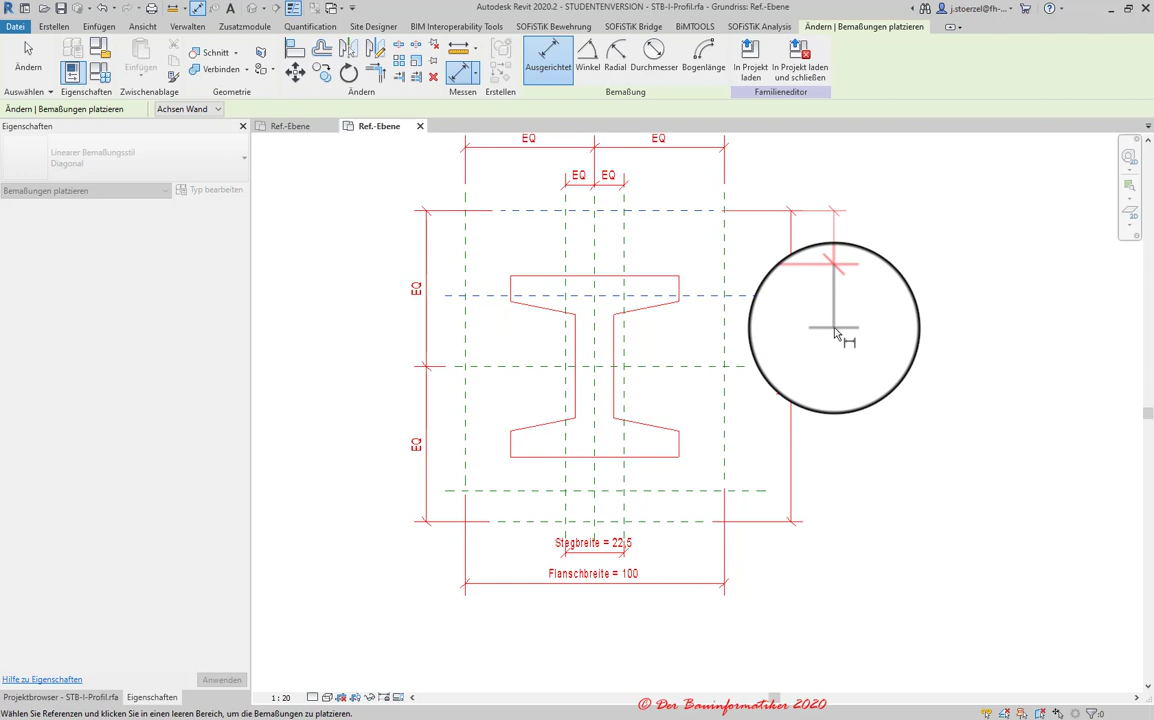 Autodesk Revit 2020.2 - STUDENTENVERSION - STB-I-Profil.rfa - Grundriss: Ref.-Ebene
j.stoerzel@fh-...
Datei Erstellen Einfügen Ansicht Verwalten Zusatzmodule Quantification Site Designer BIM Interoperability Tools SOFiSTiK Bewehrung BiMTOOLS SOFiSTiK Bridge SOFiSTiK Analysis Ändern | Bemaßungen platzieren
Ändern
Einfügen
Schnitt
Verbinden
Ausgerichtet Winkel Radial Durchmesser Bogenlänge
In Projekt laden
In Projekt laden und schließen
Auswählen Eigenschaften Zwischenablage Geometrie Ändern Messen Erstellen Bemaßung Familieneditor
Ändern | Bemaßungen platzieren Achsen Wand
Eigenschaften
Ref.-Ebene
Ref.-Ebene
Linearer Bemaßungsstil
Diagonal
Bemaßungen platzieren
Typ bearbeiten
EQ EQ
EQ EQ
EQ
EQ
Stegbreite = 22,5
Flanschbreite = 100
Hilfe zu Eigenschaften
Anwenden
Projektbrowser - STB-I-Profil.rfa Eigenschaften
1 : 20
© Der Bauinformatiker 2020
Wählen Sie Referenzen und klicken Sie in einen leeren Bereich, um die Bemaßungen zu platzieren.
:0